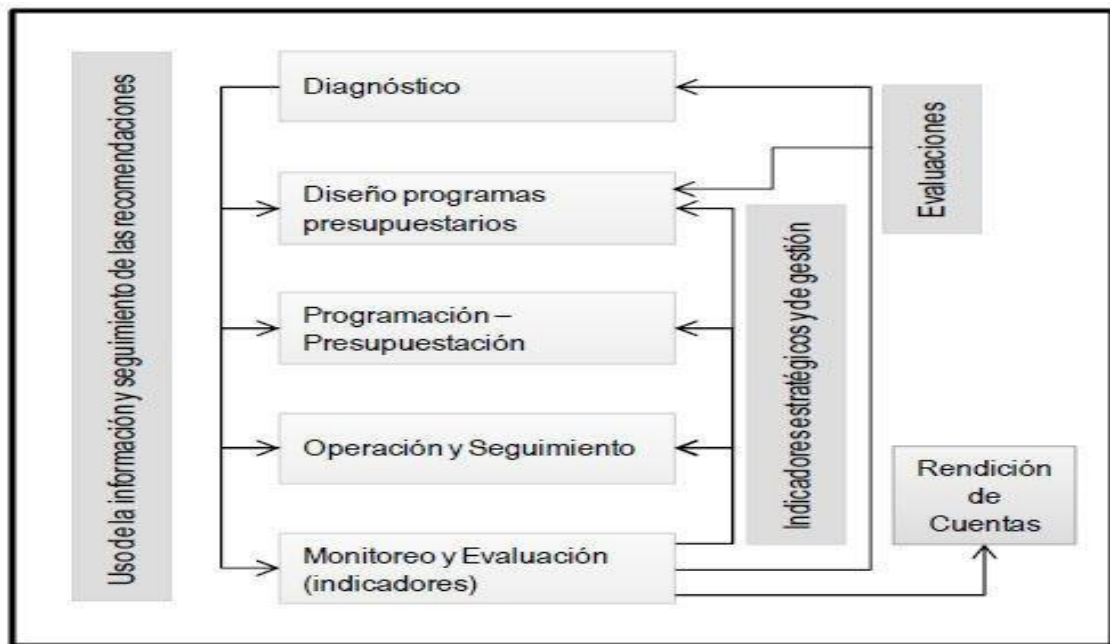 Uso de la información y seguimiento de las recomendaciones
Diagnóstico
Diseño programas
presupuestarios
Programación –
Presupuestación
Operación y Seguimiento
Monitoreo y Evaluación
(indicadores)
Indicadores estratégicos y de gestión
Evaluaciones
Rendición
de
Cuentas